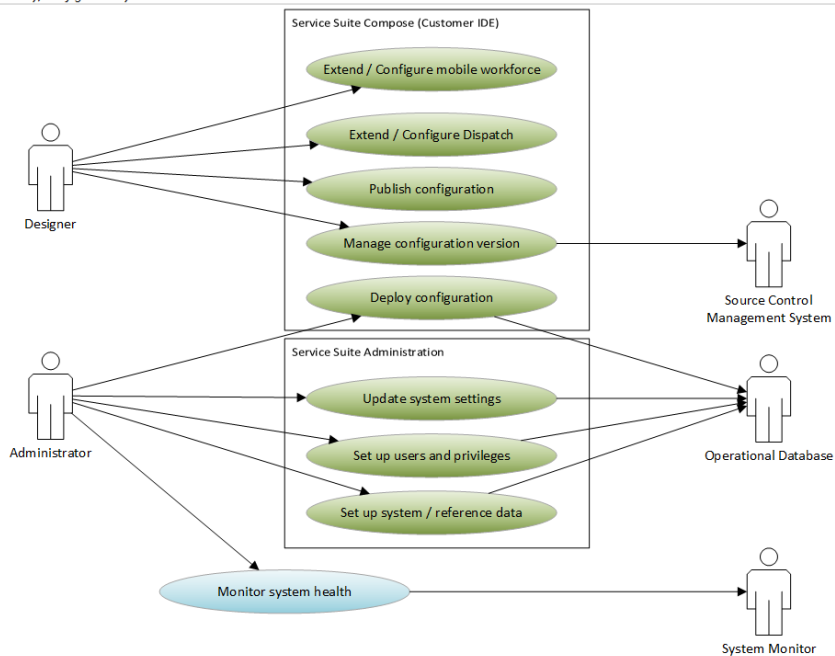 Service Suite Compose (Customer IDE)
Extend / Configure mobile workforce
Extend / Configure Dispatch
Publish configuration
Designer
Manage configuration version
Deploy configuration
Source Control
Management System
Service Suite Administration
Update system settings
Administrator
Set up users and privileges
Operational Database
Set up system / reference data
Monitor system health
System Monitor